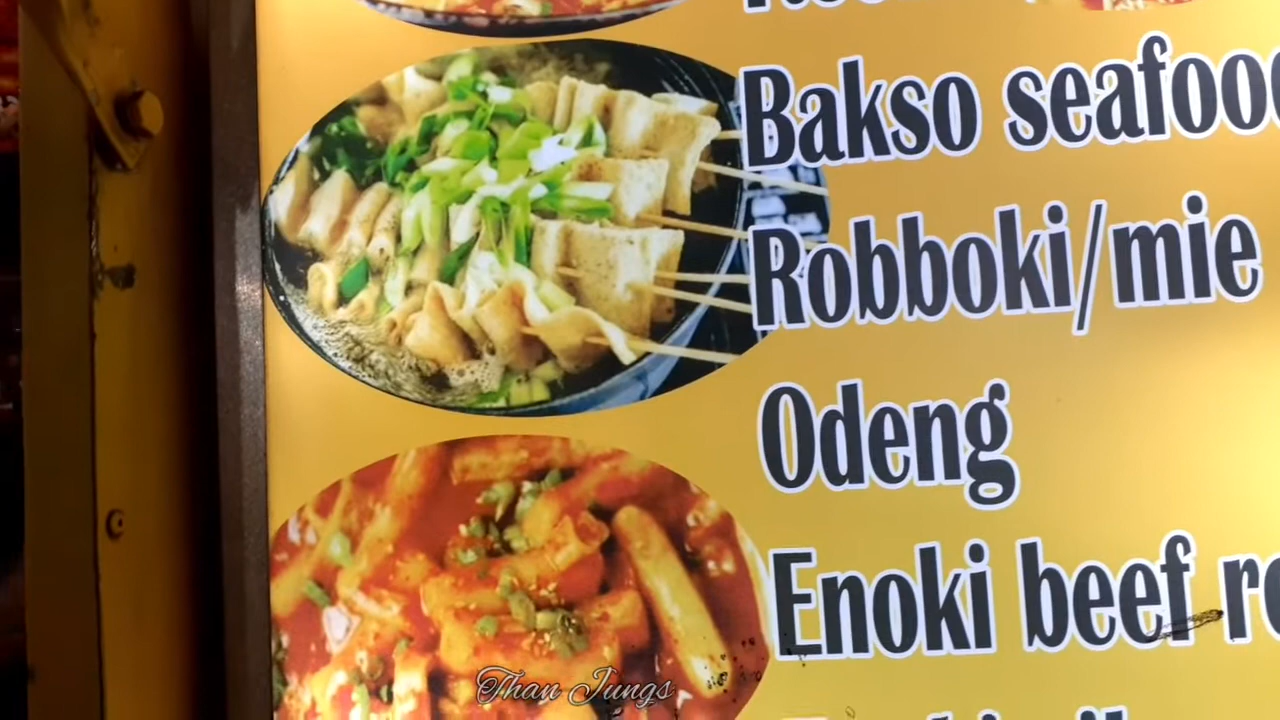 Bakso seafood
Robboki/mie
Odeng
Enoki beef
Than Jungs